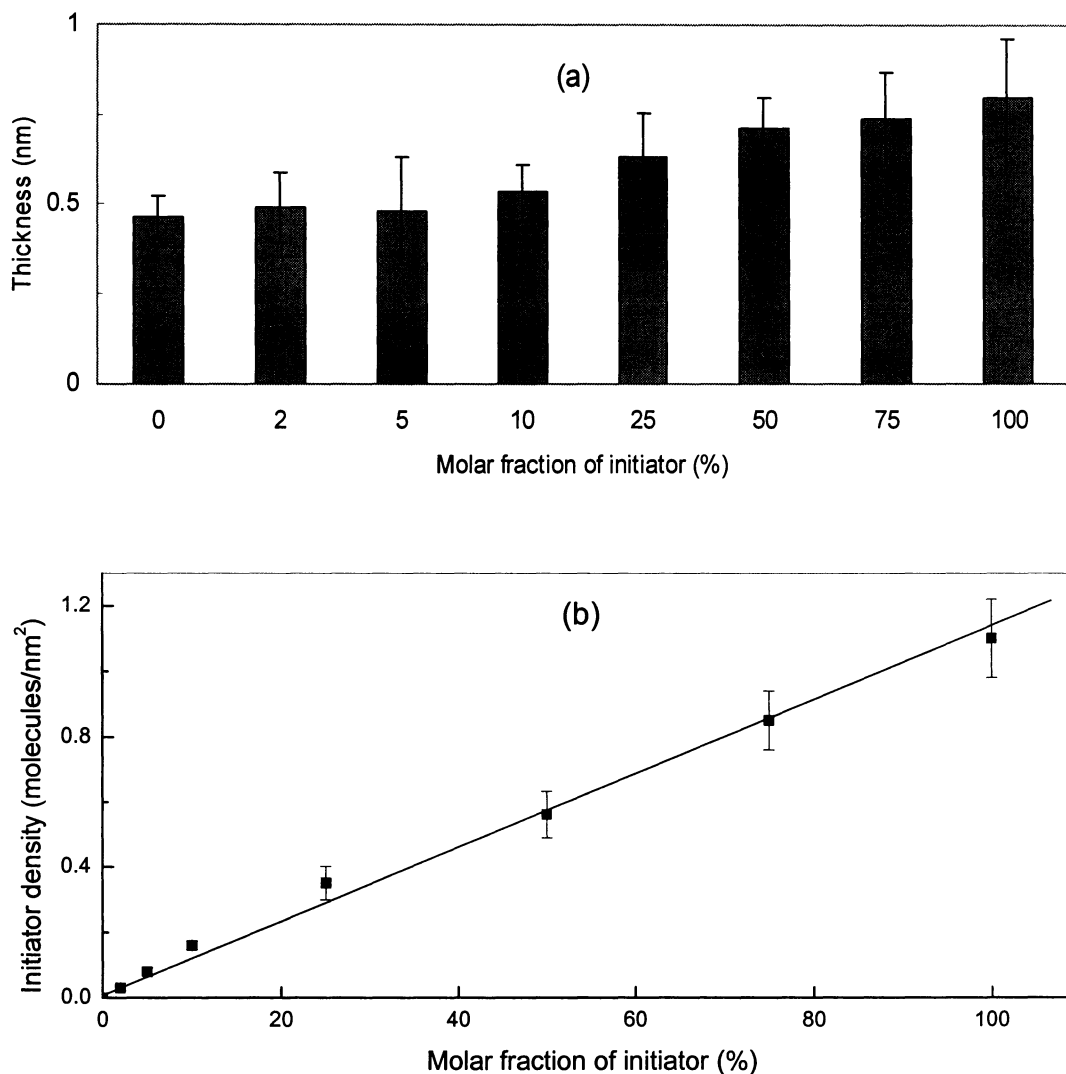 (a)
Thickness (nm)
1
0.5
0
0 2 5 10 25 50 75 100
Molar fraction of initiator (%)
(b)
Initiator density (molecules/nm²)
1.2
0.8
0.4
0.0
0 20 40 60 80 100
Molar fraction of initiator (%)